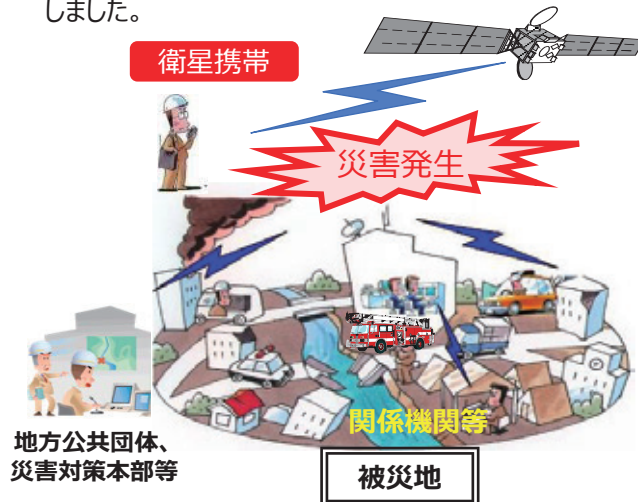 しました。
衛星携帯
災害発生
関係機関等
地方公共団体、
災害対策本部等
被災地